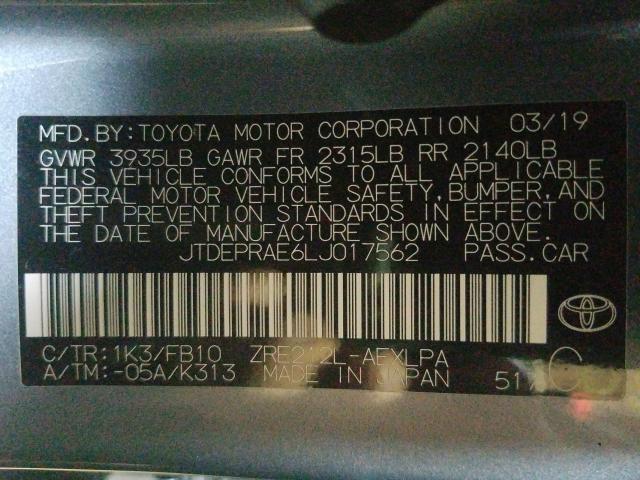 MFD.BY:TOYOTA MOTOR CORPORATION 03/19
GVWR 3935LB GAWR FR 2315LB RR 2140LB
THIS VEHICLE CONFORMS TO ALL APPLICABLE
FEDERAL MOTOR VEHICLE SAFETY,BUMPER,AND
THEFT PREVENTION STANDARDS IN EFFECT ON
THE DATE OF MANUFACTURE SHOWN ABOVE.
JTDEPRAE6LJ017562 PASS.CAR
C/TR:1K3/FB10 ZRE212L-AEXLPA
A/TM:-05A/K313 MADE IN JAPAN C